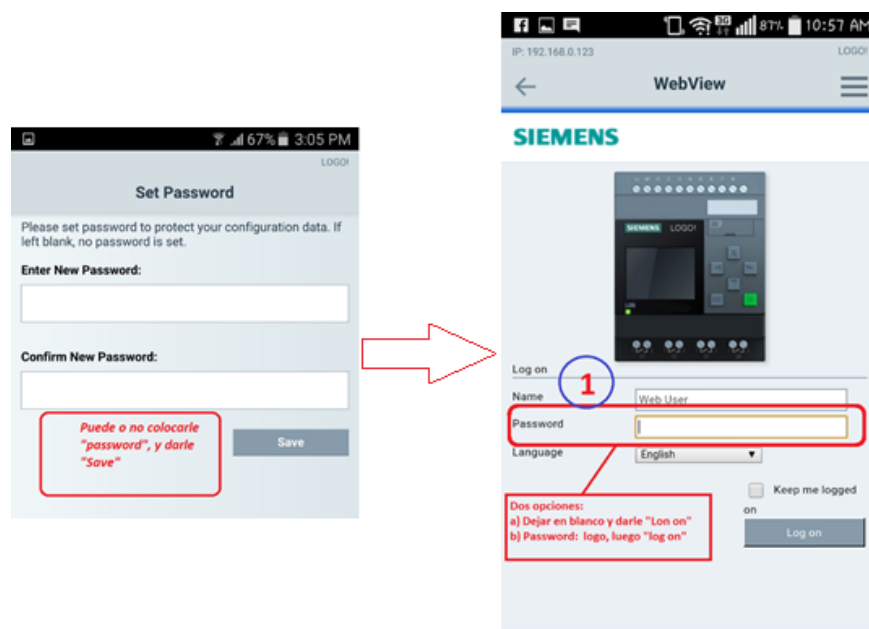 67% 3:05 PM
LOGO!
Set Password
Please set password to protect your configuration data. If
left blank, no password is set.
Enter New Password:
Confirm New Password:
Puede o no colocarle
"password", y darle
"Save"
Save
3G 87% 10:57 AM
IP: 192.168.0.123
LOGO!
WebView
SIEMENS
SIEMENS LOGO!
Log on
1
Name
Web User
Password
Language
English
Keep me logged
on
Dos opciones:
a) Dejar en blanco y darle "Lon on"
b) Password: logo, luego "log on"
Log on